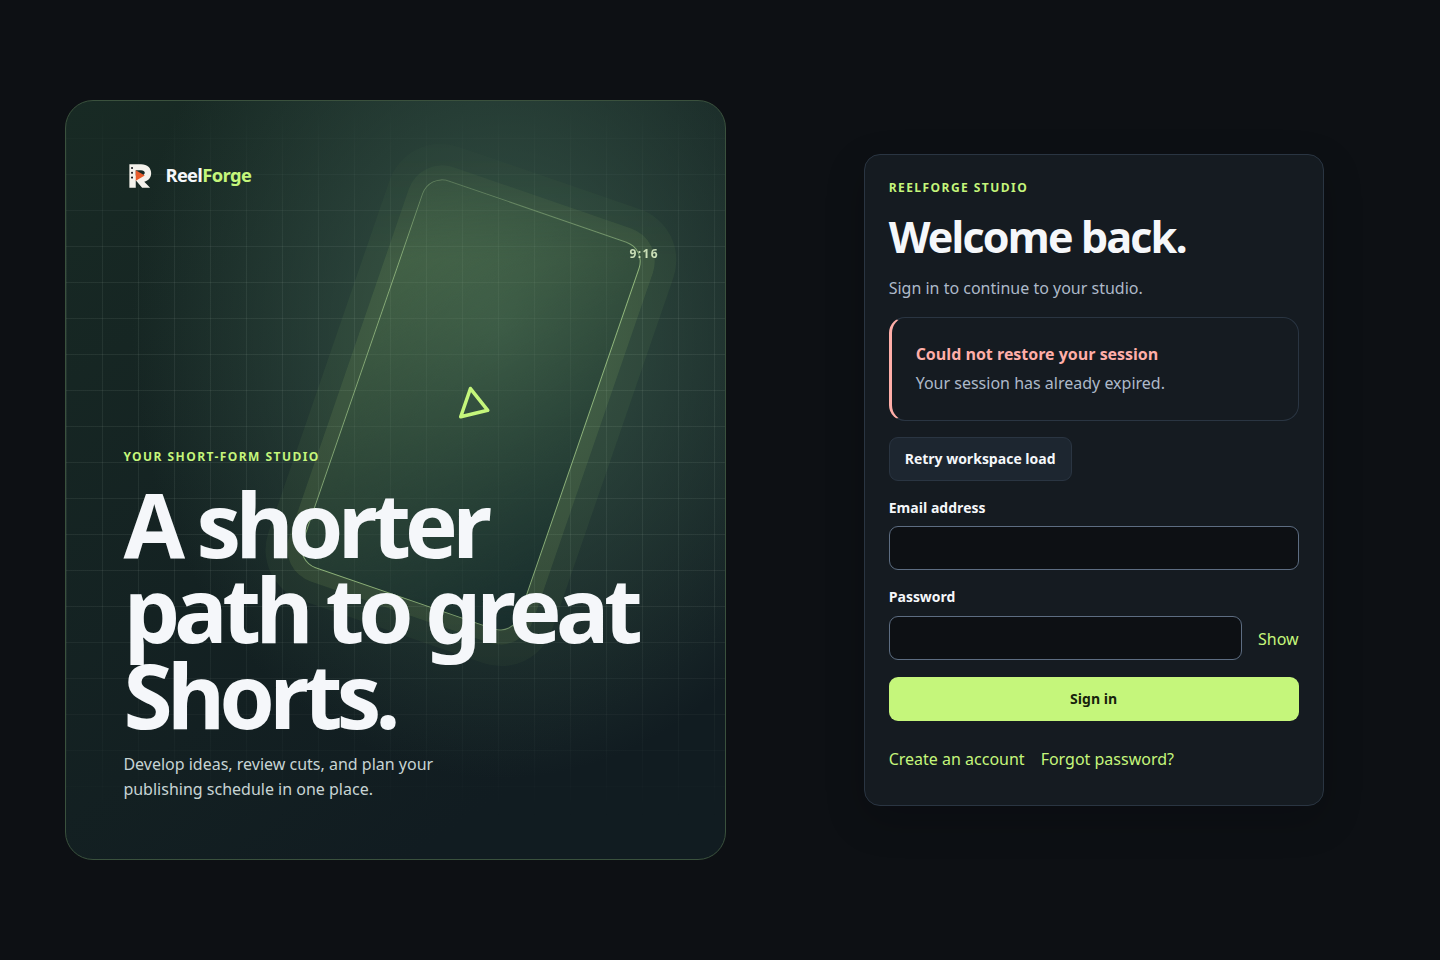 ReelForge
9:16
YOUR SHORT-FORM STUDIO
A shorter
path to great
Shorts.
Develop ideas, review cuts, and plan your
publishing schedule in one place.
REELFORGE STUDIO
Welcome back.
Sign in to continue to your studio.
Could not restore your session
Your session has already expired.
Retry workspace load
Email address
Password
Show
Sign in
Create an account Forgot password?